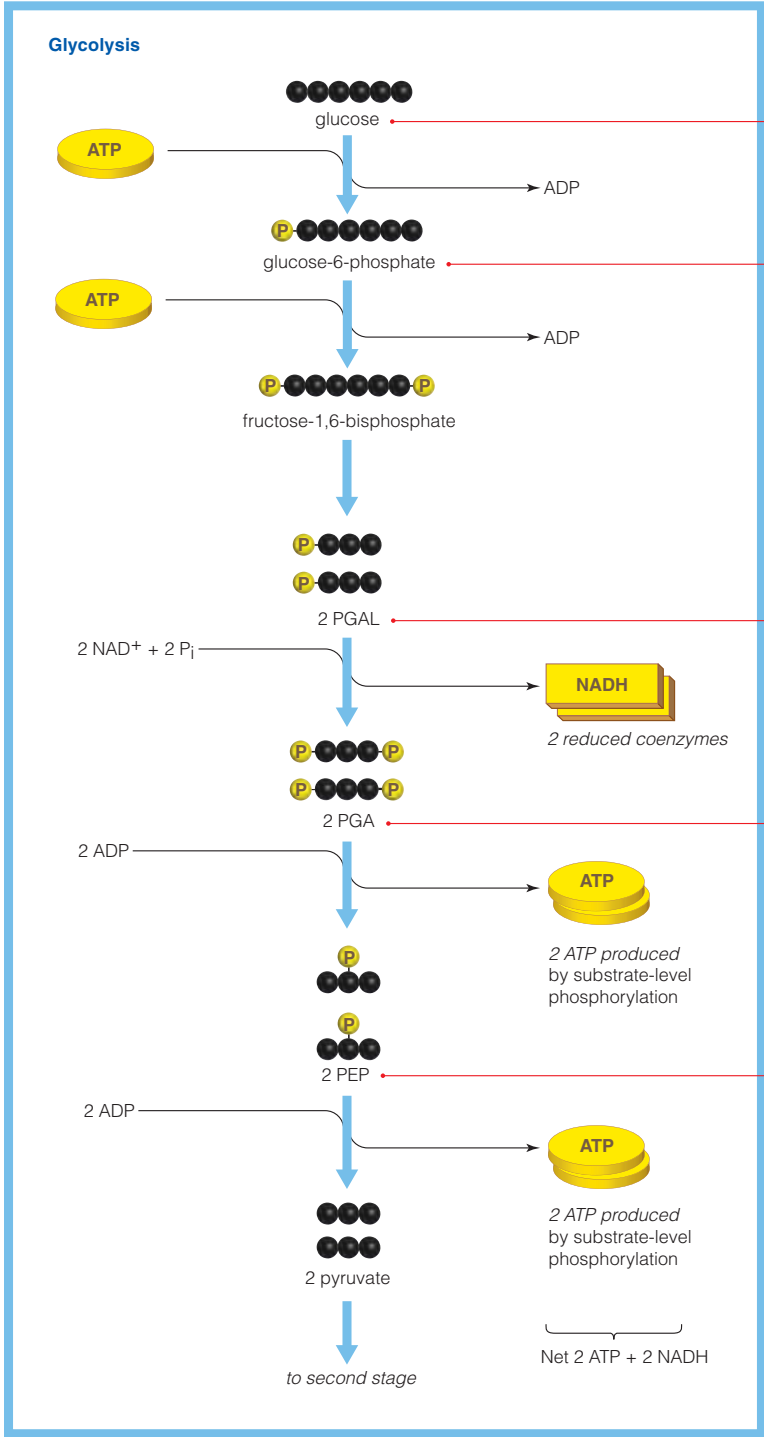 Glycolysis
glucose
ATP
ADP
P
glucose-6-phosphate
ATP
ADP
P P
fructose-1,6-bisphosphate
P
P
2 PGAL
2 NAD+ + 2 Pi
NADH
2 reduced coenzymes
P P
P P
2 PGA
2 ADP
ATP
2 ATP produced
by substrate-level
phosphorylation
P
P
2 PEP
2 ADP
ATP
2 ATP produced
by substrate-level
phosphorylation
2 pyruvate
Net 2 ATP + 2 NADH
to second stage